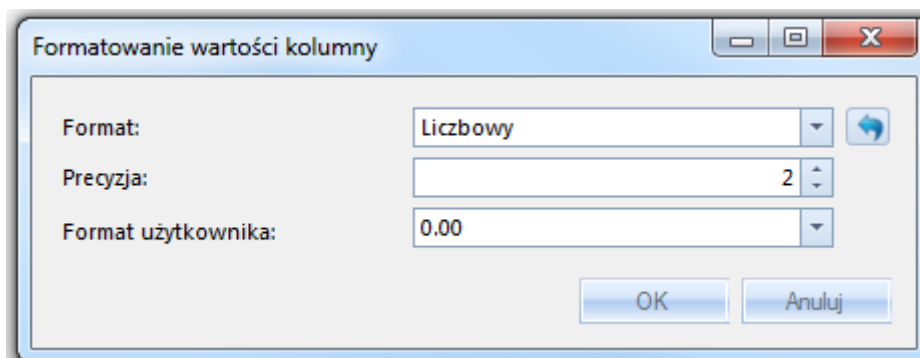 Formatowanie wartości kolumny
Format: Liczbowy
Precyzja: 2
Format użytkownika: 0.00
OK Anuluj